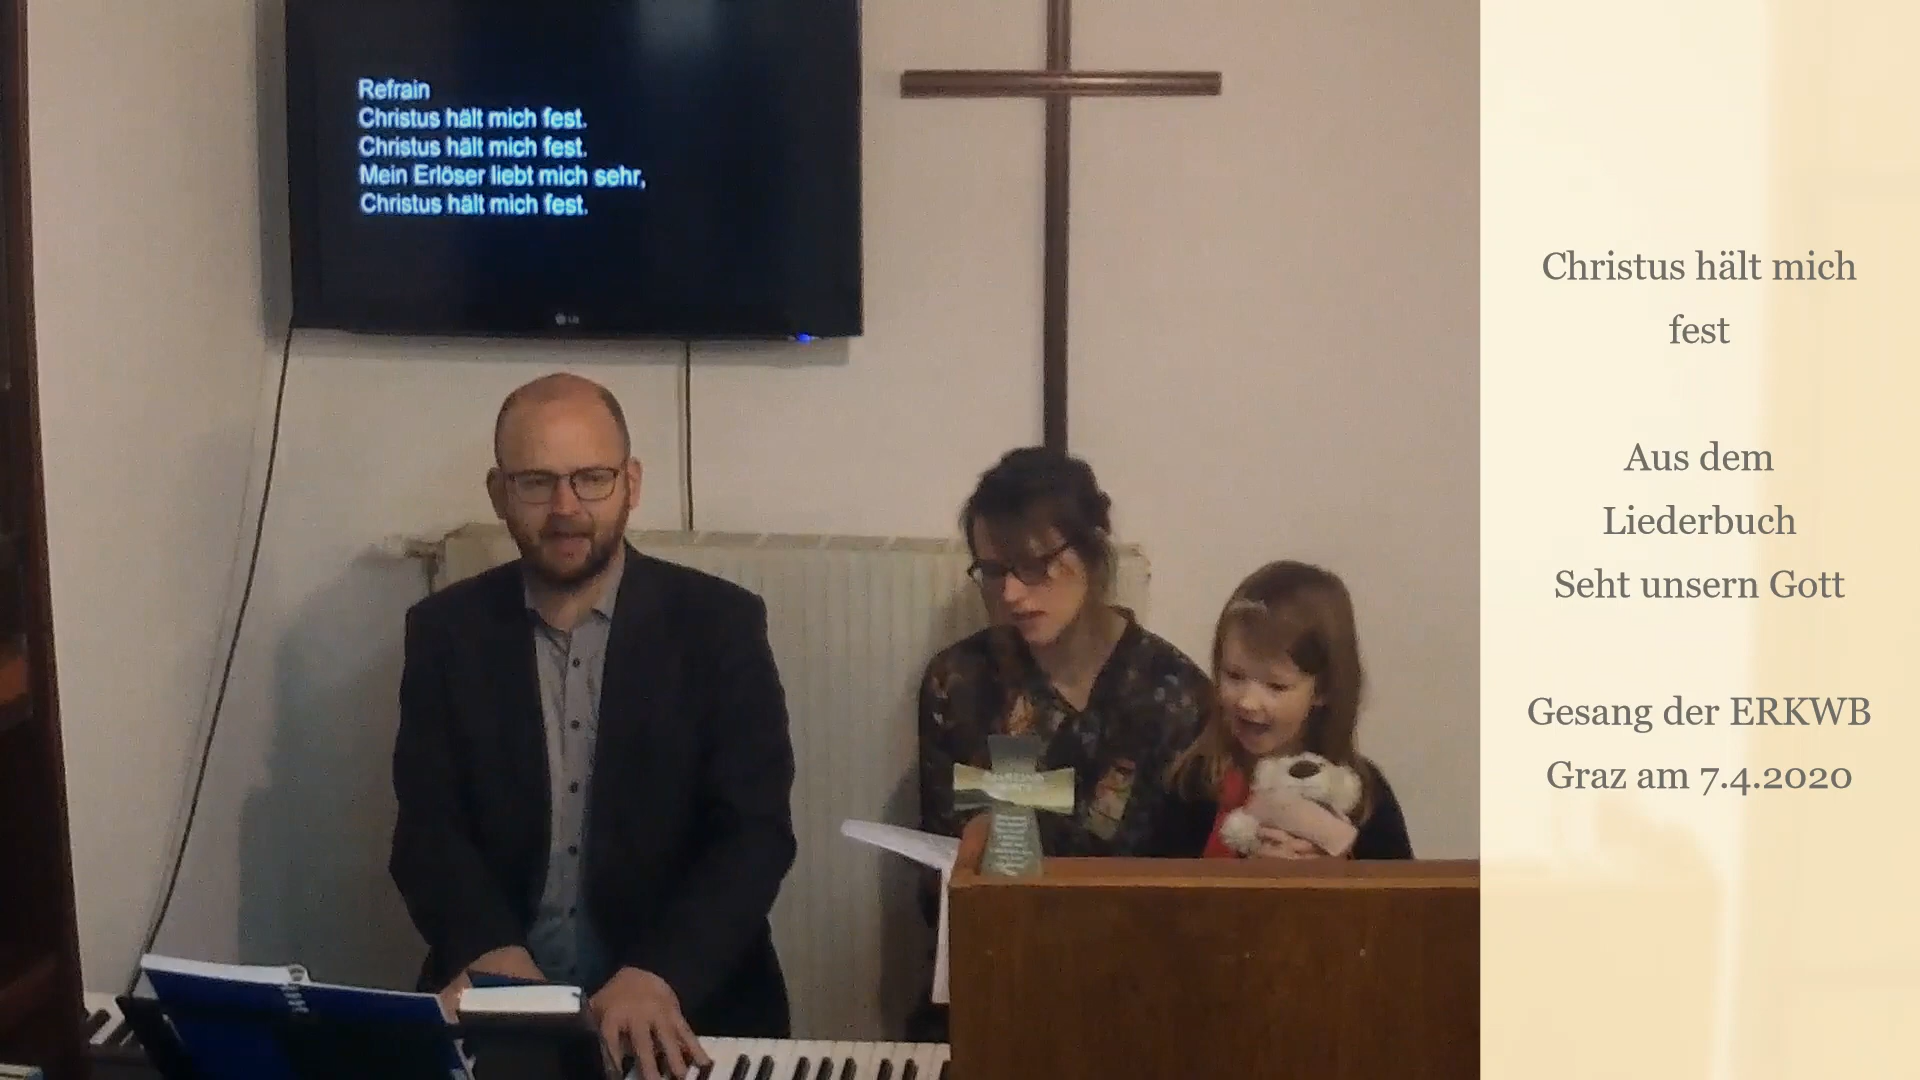 Refrain
Christus hält mich fest.
Christus hält mich fest.
Mein Erlöser liebt mich sehr,
Christus hält mich fest.
LG
Christus hält mich
fest
Aus dem
Liederbuch
Seht unsern Gott
Gesang der ERKWB
Graz am 7.4.2020